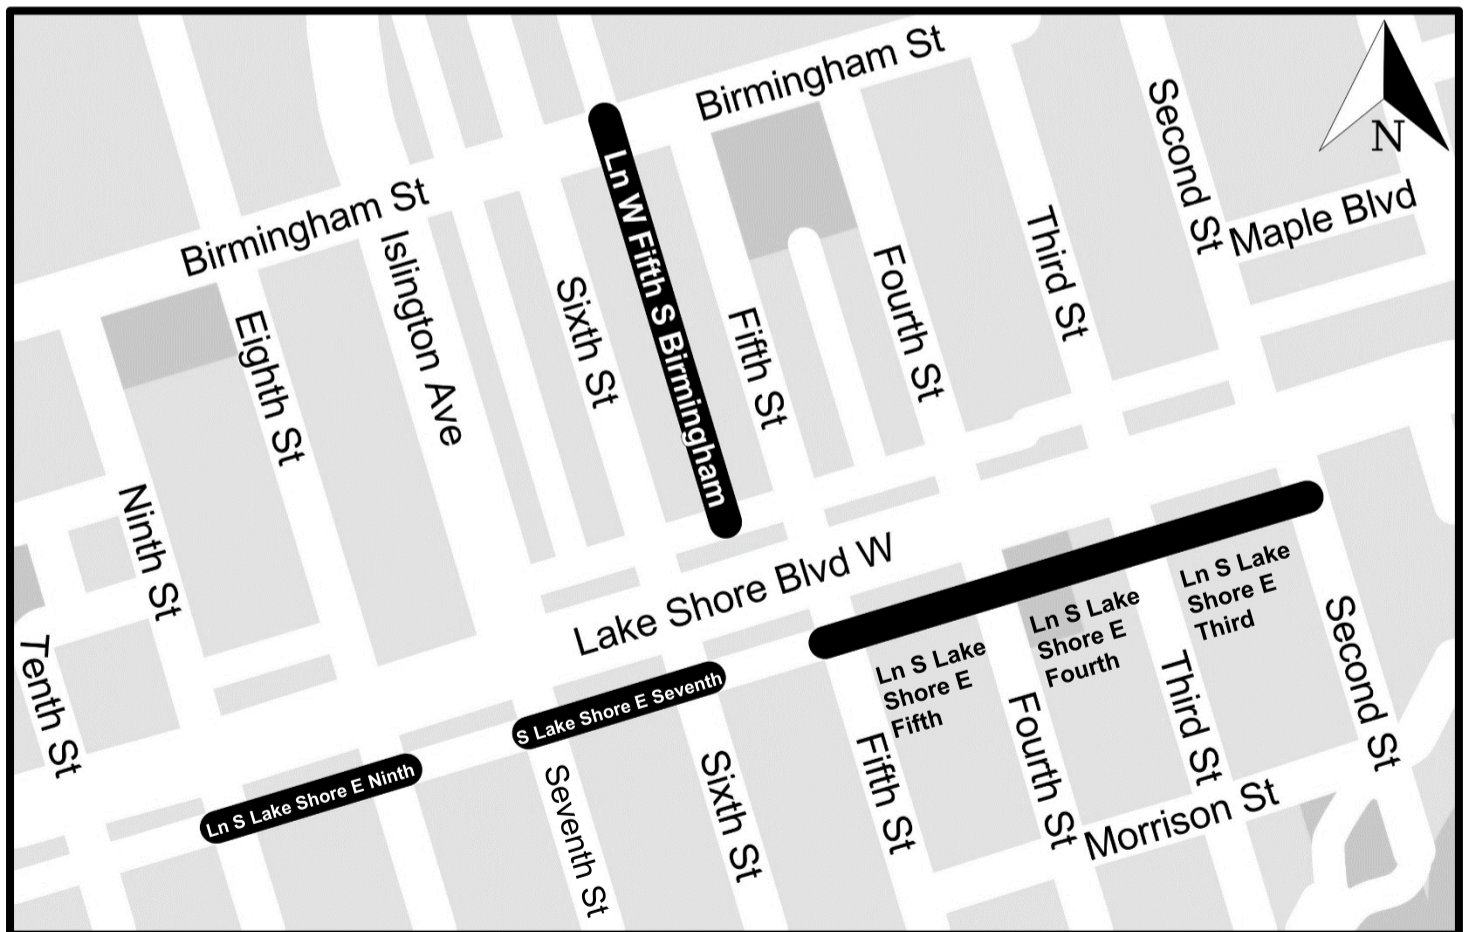 Birmingham St
N
Second St
Maple Blvd
Birmingham St
Ln W Fifth S Birmingham
Third St
Islington Ave
Fourth St
Sixth St
Fifth St
Eighth St
Ninth St
Lake Shore Blvd W
Ln S Lake
Shore E
Third
Ln S Lake
Shore E
Fourth
Ln S Lake
Shore E
Fifth
Second St
Tenth St
S Lake Shore E Seventh
Third St
Fourth St
Fifth St
Sixth St
Ln S Lake Shore E Ninth
Seventh St
Morrison St